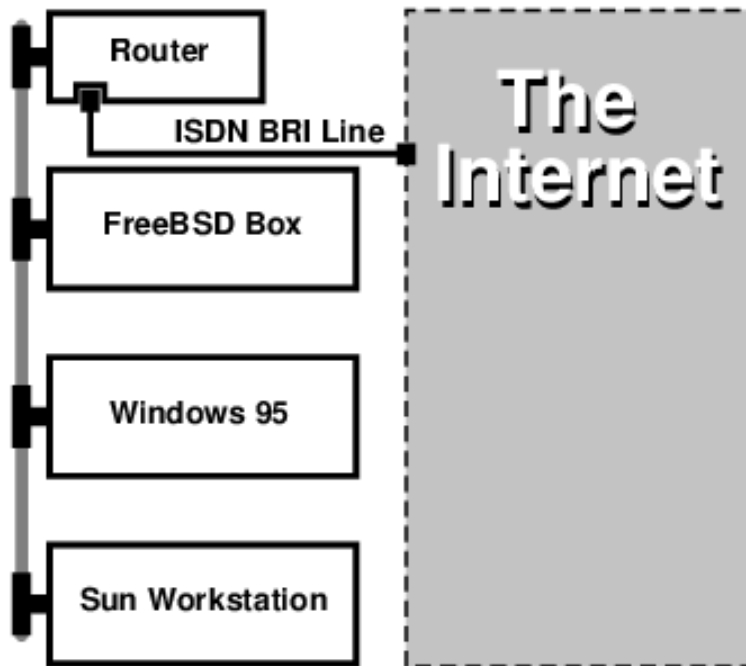 Router
ISDN BRI Line
The
Internet
FreeBSD Box
Windows 95
Sun Workstation